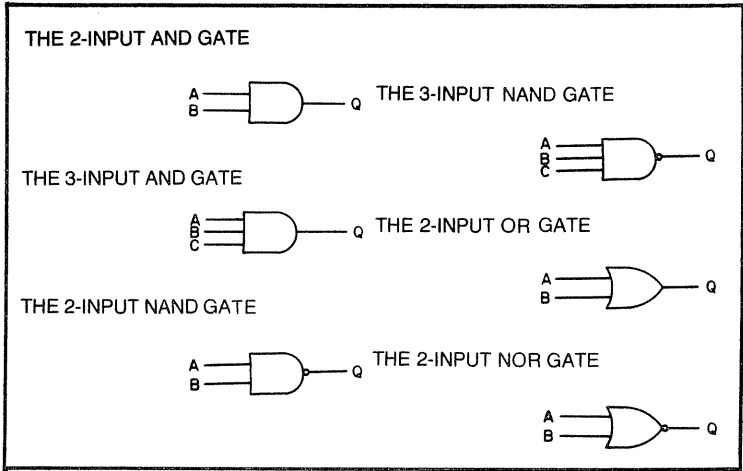 THE 2-INPUT AND GATE
A
B
Q
THE 3-INPUT AND GATE
A
B
C
Q
THE 2-INPUT NAND GATE
A
B
Q
THE 3-INPUT NAND GATE
A
B
C
Q
THE 2-INPUT OR GATE
A
B
Q
THE 2-INPUT NOR GATE
A
B
Q